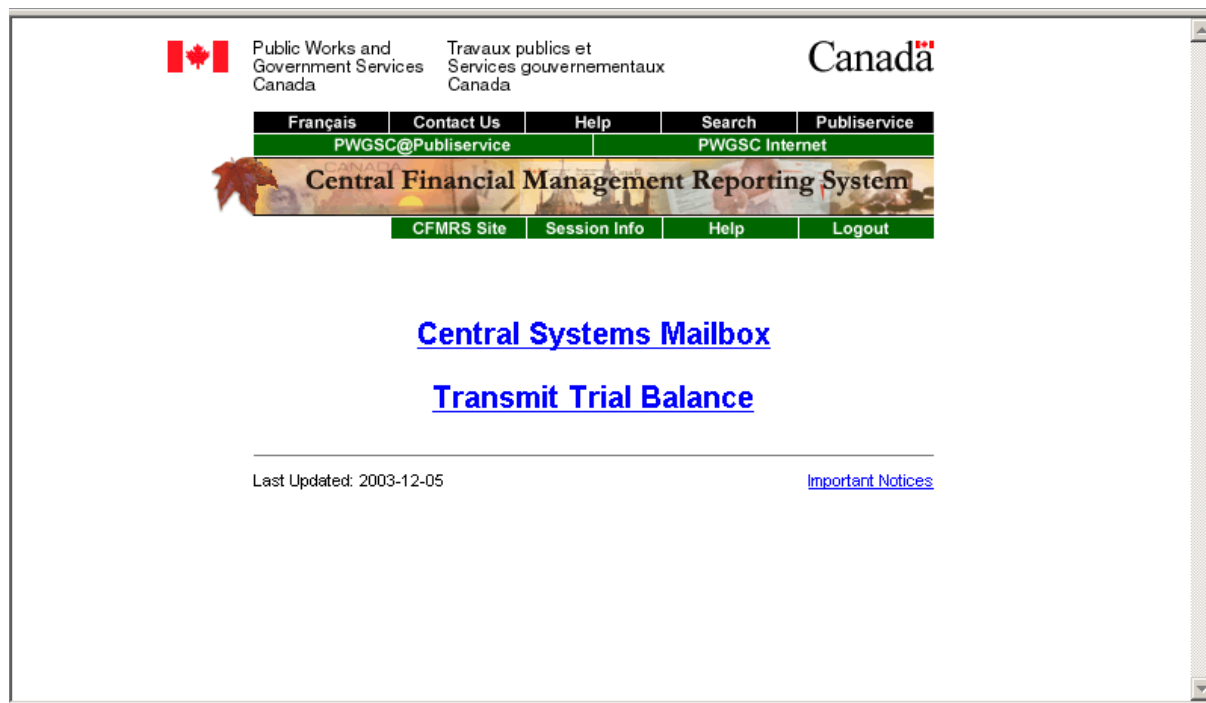 Public Works and
Government Services
Canada
Travaux publics et
Services gouvernementaux
Canada
Canada
Français Contact Us Help Search Publiservice
PWGSC@Publiservice PWGSC Internet
CANADA
Central Financial Management Reporting System
CFMRS Site Session Info Help Logout
Central Systems Mailbox
Transmit Trial Balance
Last Updated: 2003-12-05 Important Notices